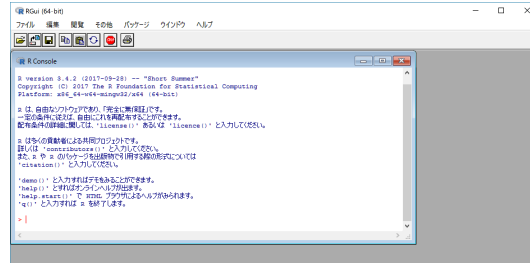 RGui (64-bit)
ファイル 編集 閲覧 その他 パッケージ ウインドウ ヘルプ
R Console
R version 3.4.2 (2017-09-28) -- "Short Summer"
Copyright (C) 2017 The R Foundation for Statistical Computing
Platform: x86_64-w64-mingw32/x64 (64-bit)
R は、自由なソフトウェアであり、「完全に無保証」です。
一定の条件に従えば、自由にこれを再配布することができます。
配布条件の詳細に関しては、'license()' あるいは 'licence()' と入力してください。
R は多くの貢献者による共同プロジェクトです。
詳しくは 'contributors()' と入力してください。
また、R や R のパッケージを出版物で引用する際の形式については
'citation()' と入力してください。
'demo()' と入力すればデモをみることができます。
'help()' とすればオンラインヘルプが出ます。
'help.start()' で HTML ブラウザによるヘルプがみられます。
'q()' と入力すれば R を終了します。
>